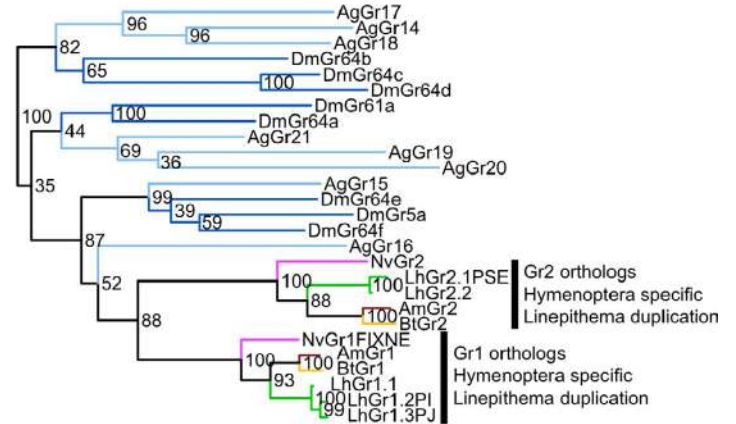 AgGr17
96
AgGr14
96
AgGr18
82
DmGr64b
65
DmGr64c
100
DmGr64d
DmGr61a
100
100
DmGr64a
44
AgGr21
69
AgGr19
36
AgGr20
35
AgGr15
99
DmGr64e
39
DmGr5a
59
DmGr64f
87
AgGr16
NvGr2
52
100
LhGr2.1PSE
100
LhGr2.2
88
AmGr2
100
BtGr2
Gr2 orthologs
Hymenoptera specific
Linepithema duplication
88
NvGr1FIXNE
100
AmGr1
100
BtGr1
93
LhGr1.1
100
LhGr1.2PI
99
LhGr1.3PJ
Gr1 orthologs
Hymenoptera specific
Linepithema duplication